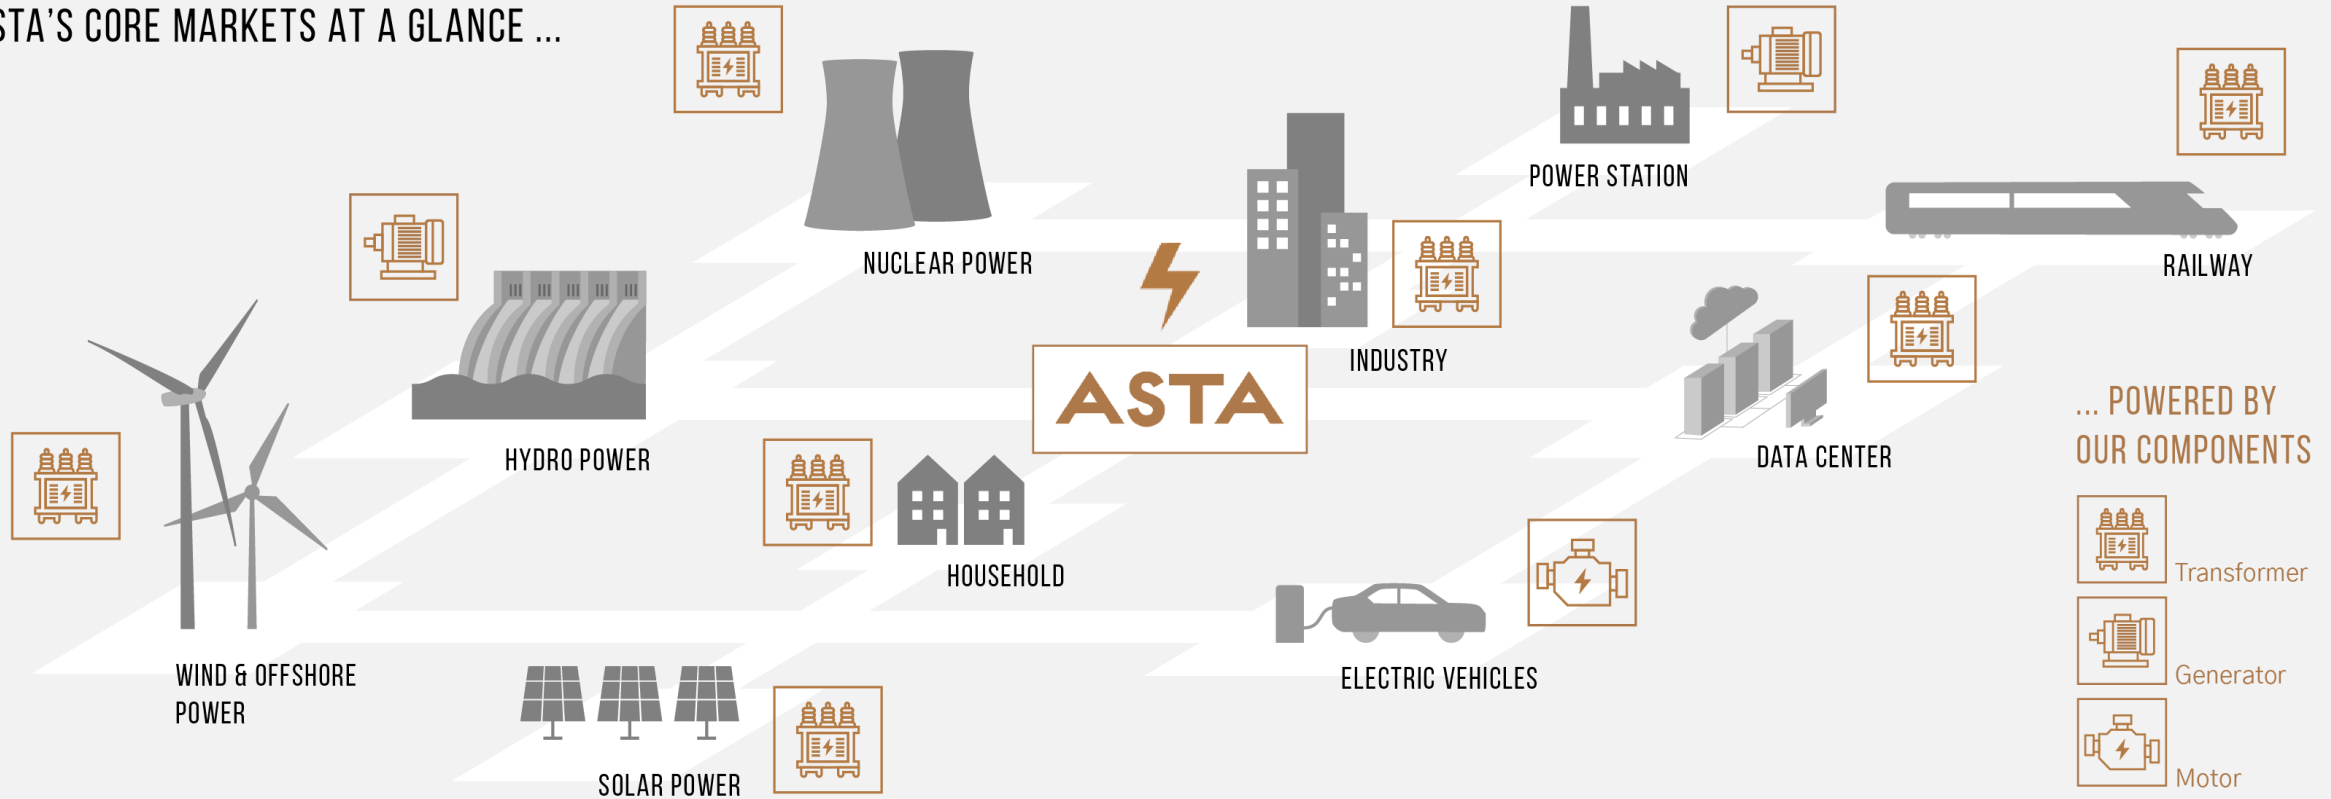 STA'S CORE MARKETS AT A GLANCE ...
POWER STATION
NUCLEAR POWER
RAILWAY
INDUSTRY
ASTA
... POWERED BY
OUR COMPONENTS
HYDRO POWER
DATA CENTER
HOUSEHOLD
Transformer
WIND & OFFSHORE
POWER
ELECTRIC VEHICLES
Generator
SOLAR POWER
Motor